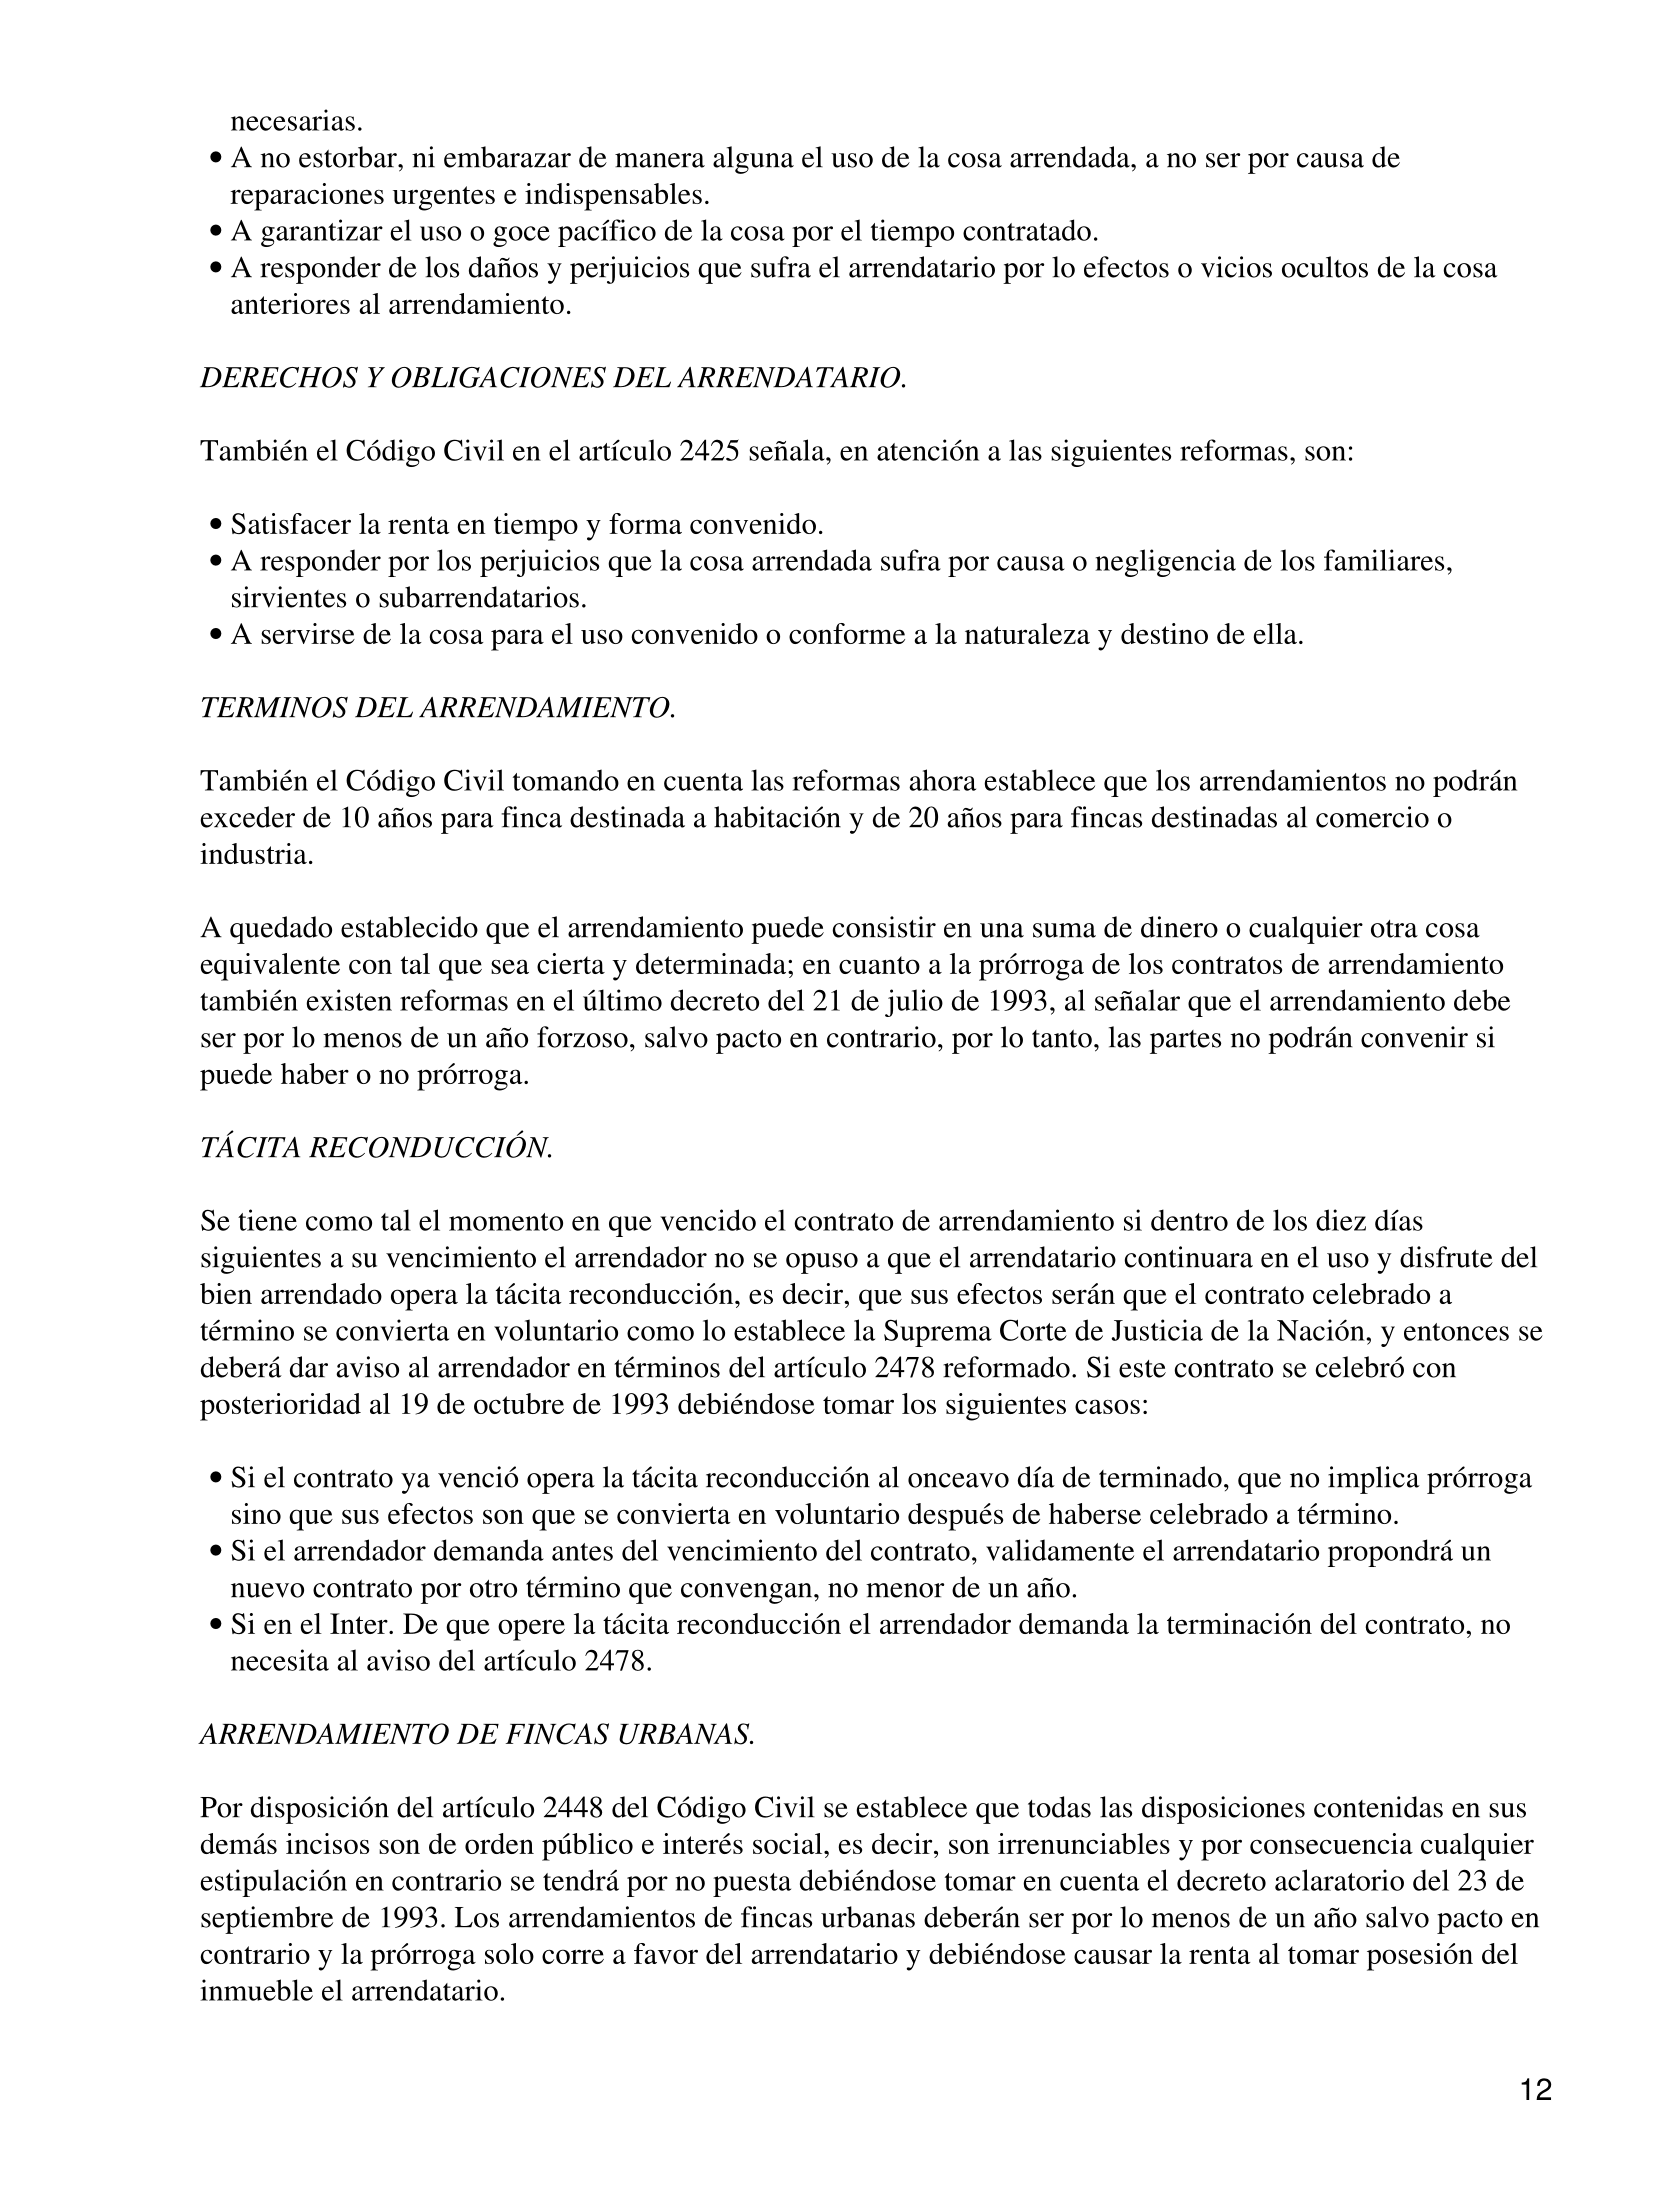 necesarias.
• A no estorbar, ni embarazar de manera alguna el uso de la cosa arrendada, a no ser por causa de
reparaciones urgentes e indispensables.
• A garantizar el uso o goce pacífico de la cosa por el tiempo contratado.
• A responder de los daños y perjuicios que sufra el arrendatario por lo efectos o vicios ocultos de la cosa
anteriores al arrendamiento.
DERECHOS Y OBLIGACIONES DEL ARRENDATARIO.
También el Código Civil en el artículo 2425 señala, en atención a las siguientes reformas, son:
• Satisfacer la renta en tiempo y forma convenido.
• A responder por los perjuicios que la cosa arrendada sufra por causa o negligencia de los familiares,
sirvientes o subarrendatarios.
• A servirse de la cosa para el uso convenido o conforme a la naturaleza y destino de ella.
TERMINOS DEL ARRENDAMIENTO.
También el Código Civil tomando en cuenta las reformas ahora establece que los arrendamientos no podrán
exceder de 10 años para finca destinada a habitación y de 20 años para fincas destinadas al comercio o
industria.
A quedado establecido que el arrendamiento puede consistir en una suma de dinero o cualquier otra cosa
equivalente con tal que sea cierta y determinada; en cuanto a la prórroga de los contratos de arrendamiento
también existen reformas en el último decreto del 21 de julio de 1993, al señalar que el arrendamiento debe
ser por lo menos de un año forzoso, salvo pacto en contrario, por lo tanto, las partes no podrán convenir si
puede haber o no prórroga.
TÁCITA RECONDUCCIÓN.
Se tiene como tal el momento en que vencido el contrato de arrendamiento si dentro de los diez días
siguientes a su vencimiento el arrendador no se opuso a que el arrendatario continuara en el uso y disfrute del
bien arrendado opera la tácita reconducción, es decir, que sus efectos serán que el contrato celebrado a
término se convierta en voluntario como lo establece la Suprema Corte de Justicia de la Nación, y entonces se
deberá dar aviso al arrendador en términos del artículo 2478 reformado. Si este contrato se celebró con
posterioridad al 19 de octubre de 1993 debiéndose tomar los siguientes casos:
• Si el contrato ya venció opera la tácita reconducción al onceavo día de terminado, que no implica prórroga
sino que sus efectos son que se convierta en voluntario después de haberse celebrado a término.
• Si el arrendador demanda antes del vencimiento del contrato, validamente el arrendatario propondrá un
nuevo contrato por otro término que convengan, no menor de un año.
• Si en el Inter. De que opere la tácita reconducción el arrendador demanda la terminación del contrato, no
necesita al aviso del artículo 2478.
ARRENDAMIENTO DE FINCAS URBANAS.
Por disposición del artículo 2448 del Código Civil se establece que todas las disposiciones contenidas en sus
demás incisos son de orden público e interés social, es decir, son irrenunciables y por consecuencia cualquier
estipulación en contrario se tendrá por no puesta debiéndose tomar en cuenta el decreto aclaratorio del 23 de
septiembre de 1993. Los arrendamientos de fincas urbanas deberán ser por lo menos de un año salvo pacto en
contrario y la prórroga solo corre a favor del arrendatario y debiéndose causar la renta al tomar posesión del
inmueble el arrendatario.
12